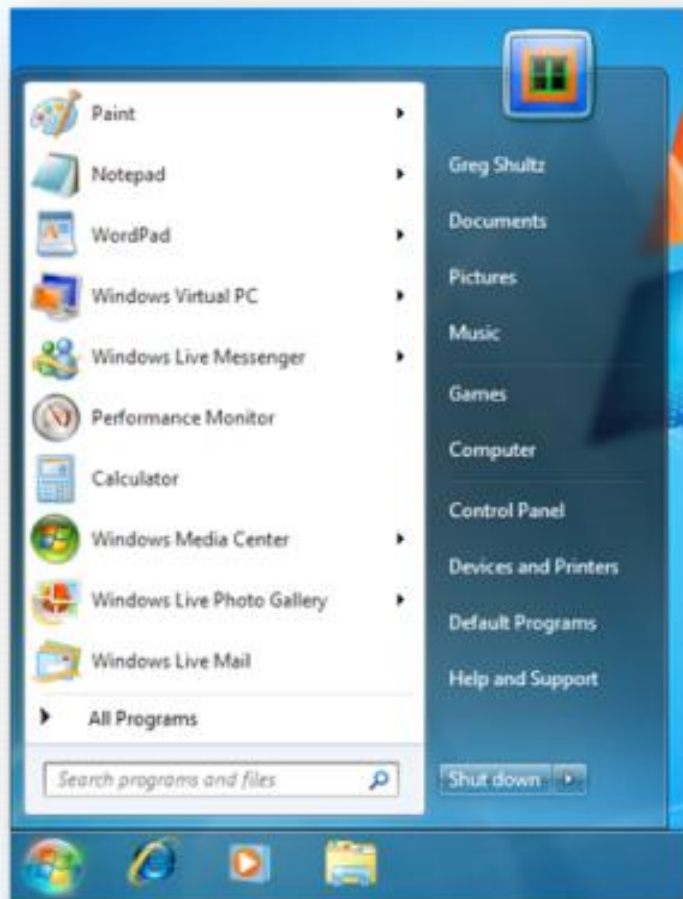 Paint
Notepad
WordPad
Windows Virtual PC
Windows Live Messenger
Performance Monitor
Calculator
Windows Media Center
Windows Live Photo Gallery
Windows Live Mail
All Programs
Search programs and files
Greg Shultz
Documents
Pictures
Music
Games
Computer
Control Panel
Devices and Printers
Default Programs
Help and Support
Shut down